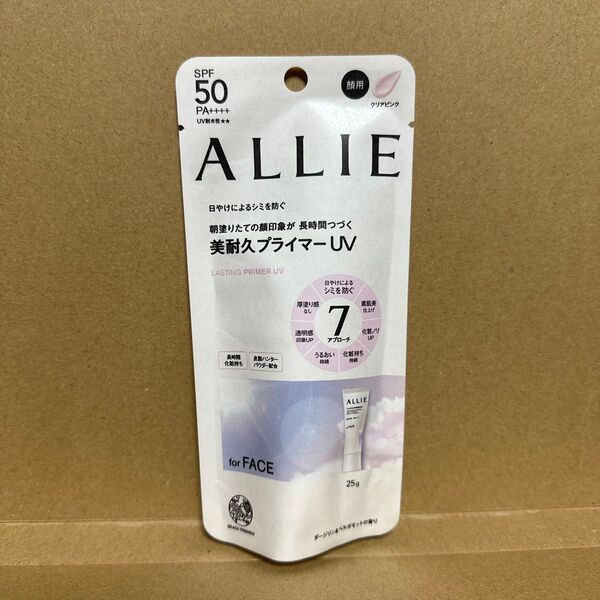 SPF
50
PA++++
UV耐水性★★
顔用
クリアピンク
ALLIE
日やけによるシミを防ぐ
朝塗りたての顔印象が 長時間つづく
美耐久プライマーUV
LASTING PRIMER UV
日やけによる
シミを防ぐ
素肌美
仕上げ
化粧ノリ
UP
化粧持ち
持続
うるおい
持続
透明感
印象UP
厚塗り感
なし
7
アプローチ
長時間
化粧持ち
皮脂ハンター
パウダー配合
for FACE
ALLIE
25g
BEACH FRIENDLY
ダージリン&ベルガモットの香り